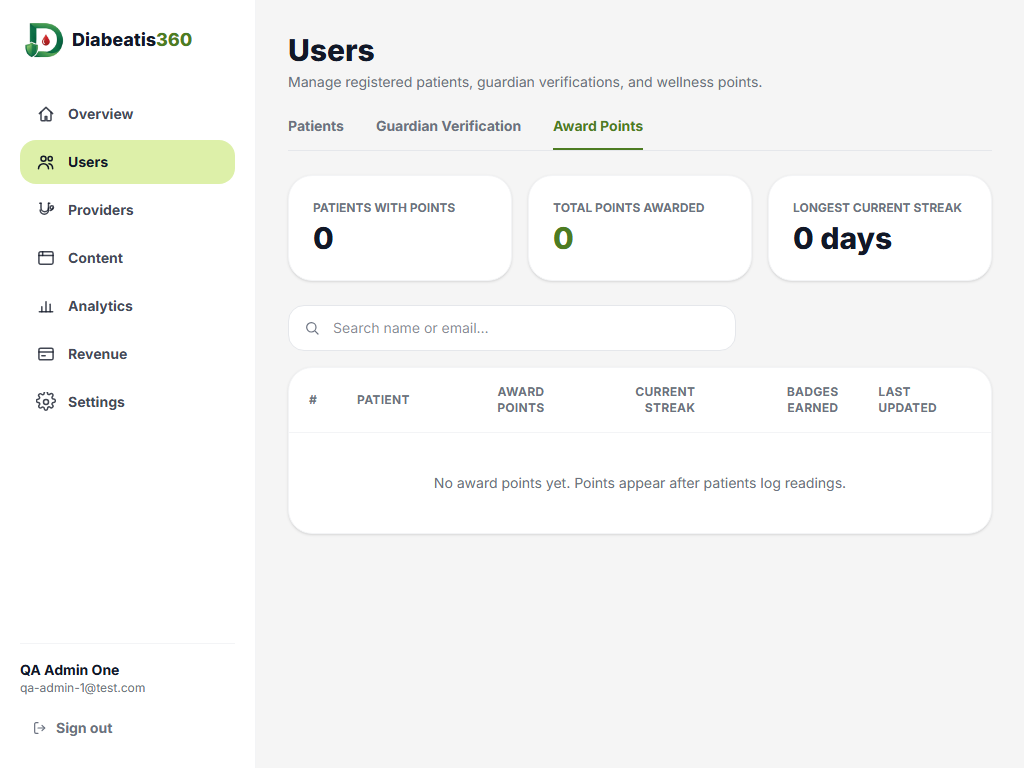 Diabeatis360
Overview
Users
Providers
Content
Analytics
Revenue
Settings
QA Admin One
qa-admin-1@test.com
Sign out
Users
Manage registered patients, guardian verifications, and wellness points.
Patients Guardian Verification Award Points
PATIENTS WITH POINTS
0
TOTAL POINTS AWARDED
0
LONGEST CURRENT STREAK
0 days
Search name or email...
# PATIENT AWARD POINTS CURRENT STREAK BADGES EARNED LAST UPDATED
No award points yet. Points appear after patients log readings.